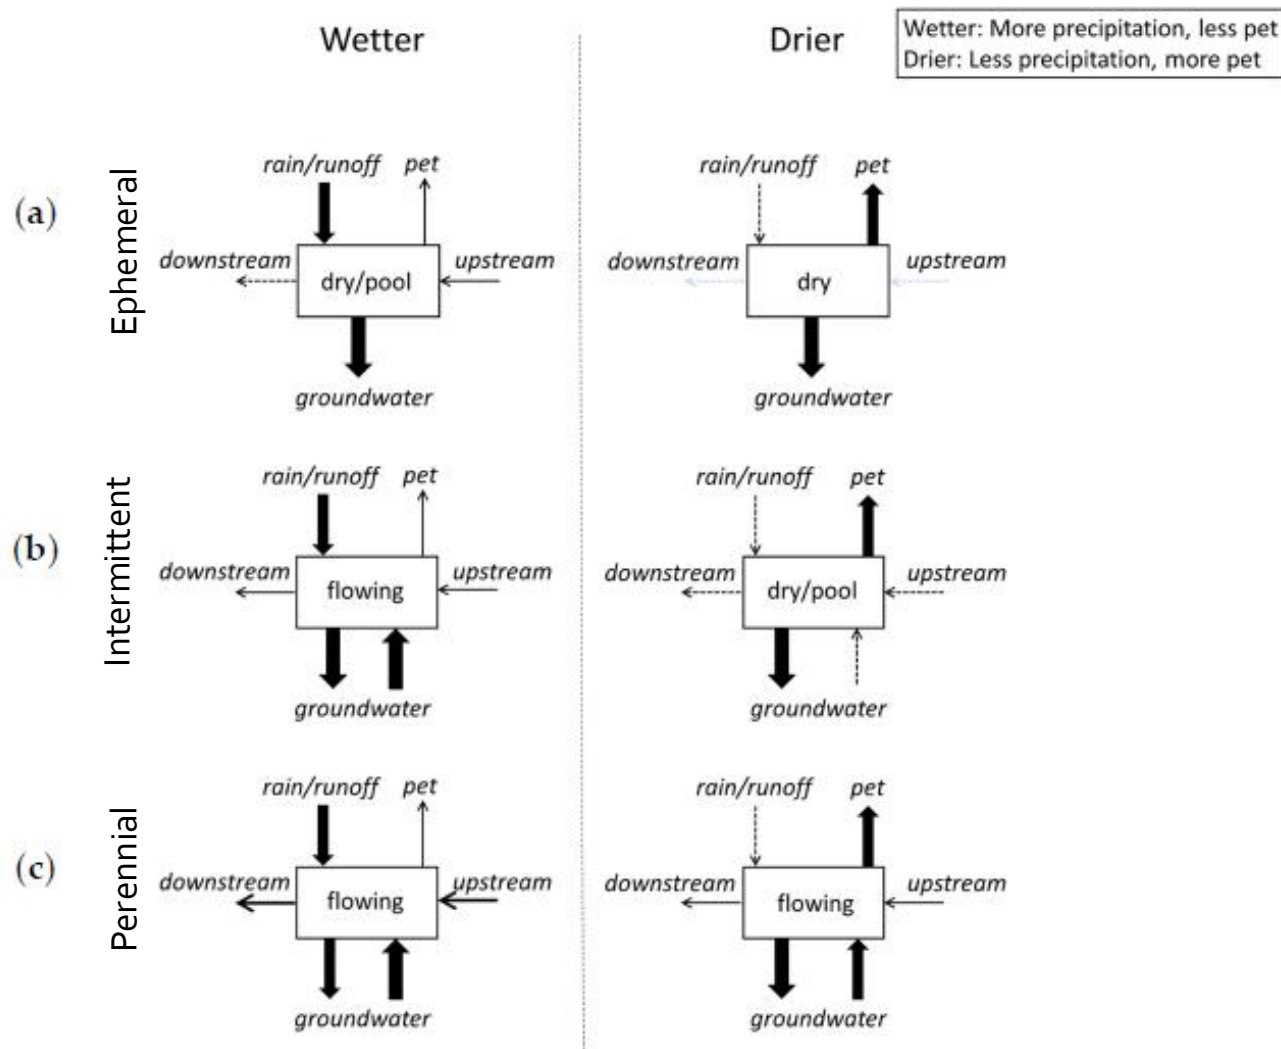 Wetter
Drier
Wetter: More precipitation, less pet
Drier: Less precipitation, more pet
(a)
Ephemeral
rain/runoff pet
downstream
dry/pool
upstream
groundwater
rain/runoff pet
downstream
dry
upstream
groundwater
(b)
Intermittent
rain/runoff pet
downstream
flowing
upstream
groundwater
rain/runoff pet
downstream
dry/pool
upstream
groundwater
(c)
Perennial
rain/runoff pet
downstream
flowing
upstream
groundwater
rain/runoff pet
downstream
flowing
upstream
groundwater